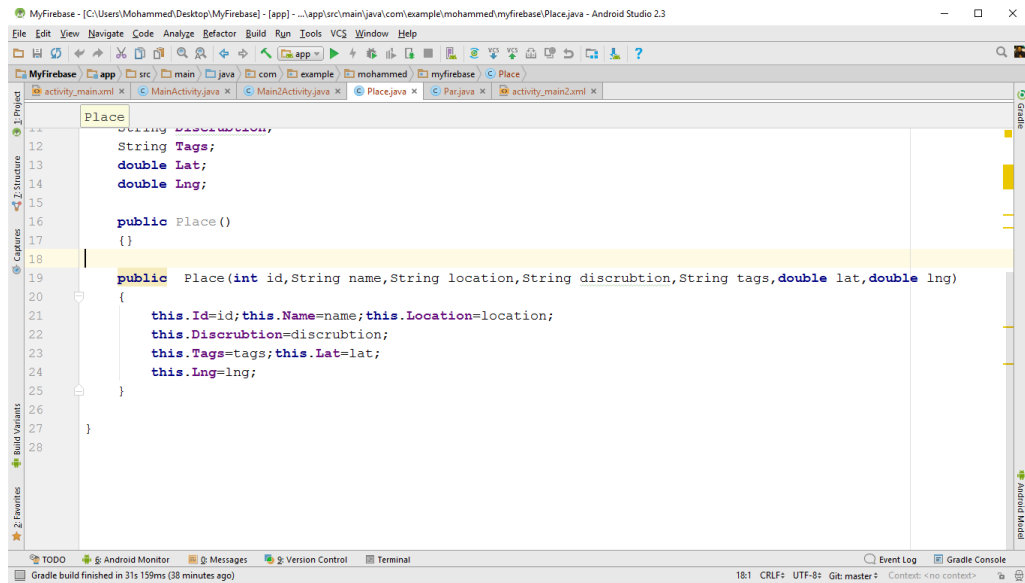 MyFirebase - [C:\Users\Mohammed\Desktop\MyFirebase] - [app] - ...\app\src\main\java\com\example\mohammed\myfirebase\Place.java - Android Studio 2.3
File Edit View Navigate Code Analyze Refactor Build Run Tools VCS Window Help
app VCS VCS ?
MyFirebase app src main java com example mohammed myfirebase Place
activity_main.xml × MainActivity.java × Main2Activity.java × Place.java × Par.java × activity_main2.xml ×
1: Project
7: Structure
Captures
Build Variants
2: Favorites
Gradle
Android Model
Place
11 String Discrubtion;
12 String Tags;
13 double Lat;
14 double Lng;
15
16 public Place()
17 {}
18
19 public Place(int id,String name,String location,String discrubtion,String tags,double lat,double lng)
20 {
21 this.Id=id;this.Name=name;this.Location=location;
22 this.Discrubtion=discrubtion;
23 this.Tags=tags;this.Lat=lat;
24 this.Lng=lng;
25 }
26
27 }
28
TODO 6: Android Monitor 0: Messages 9: Version Control Terminal Event Log Gradle Console
Gradle build finished in 31s 159ms (38 minutes ago) 18:1 CRLF UTF-8 Git: master Context: <no context>